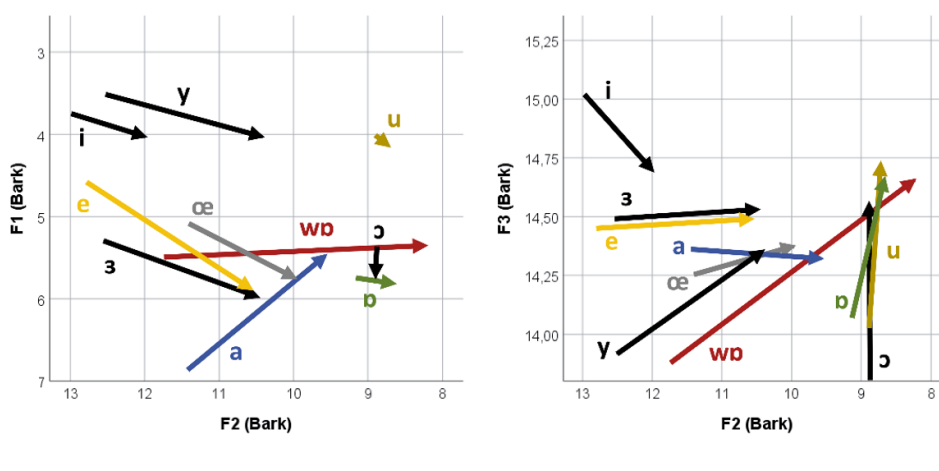 F1 (Bark)
3
4
5
6
7
y
i
u
e
œ
wɒ
ɔ
ɜ
ɒ
a
13 12 11 10 9 8
F2 (Bark)
F3 (Bark)
15,25
15,00
14,75
14,50
14,25
14,00
i
ɜ
e
a
œ
u
ɒ
y
wɒ
ɔ
13 12 11 10 9 8
F2 (Bark)